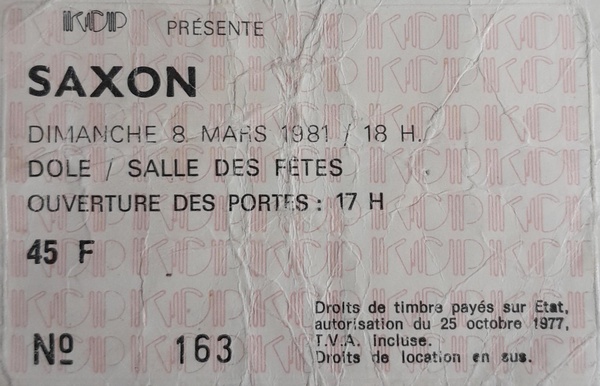 KCP PRÉSENTE
SAXON
DIMANCHE 8 MARS 1981 / 18 H.
DOLE / SALLE DES FÊTES
OUVERTURE DES PORTES : 17 H
45 F
Droits de timbre payés sur Etat,
autorisation du 25 octobre 1977,
T.V.A. incluse.
Droits de location en sus.
Nº 163